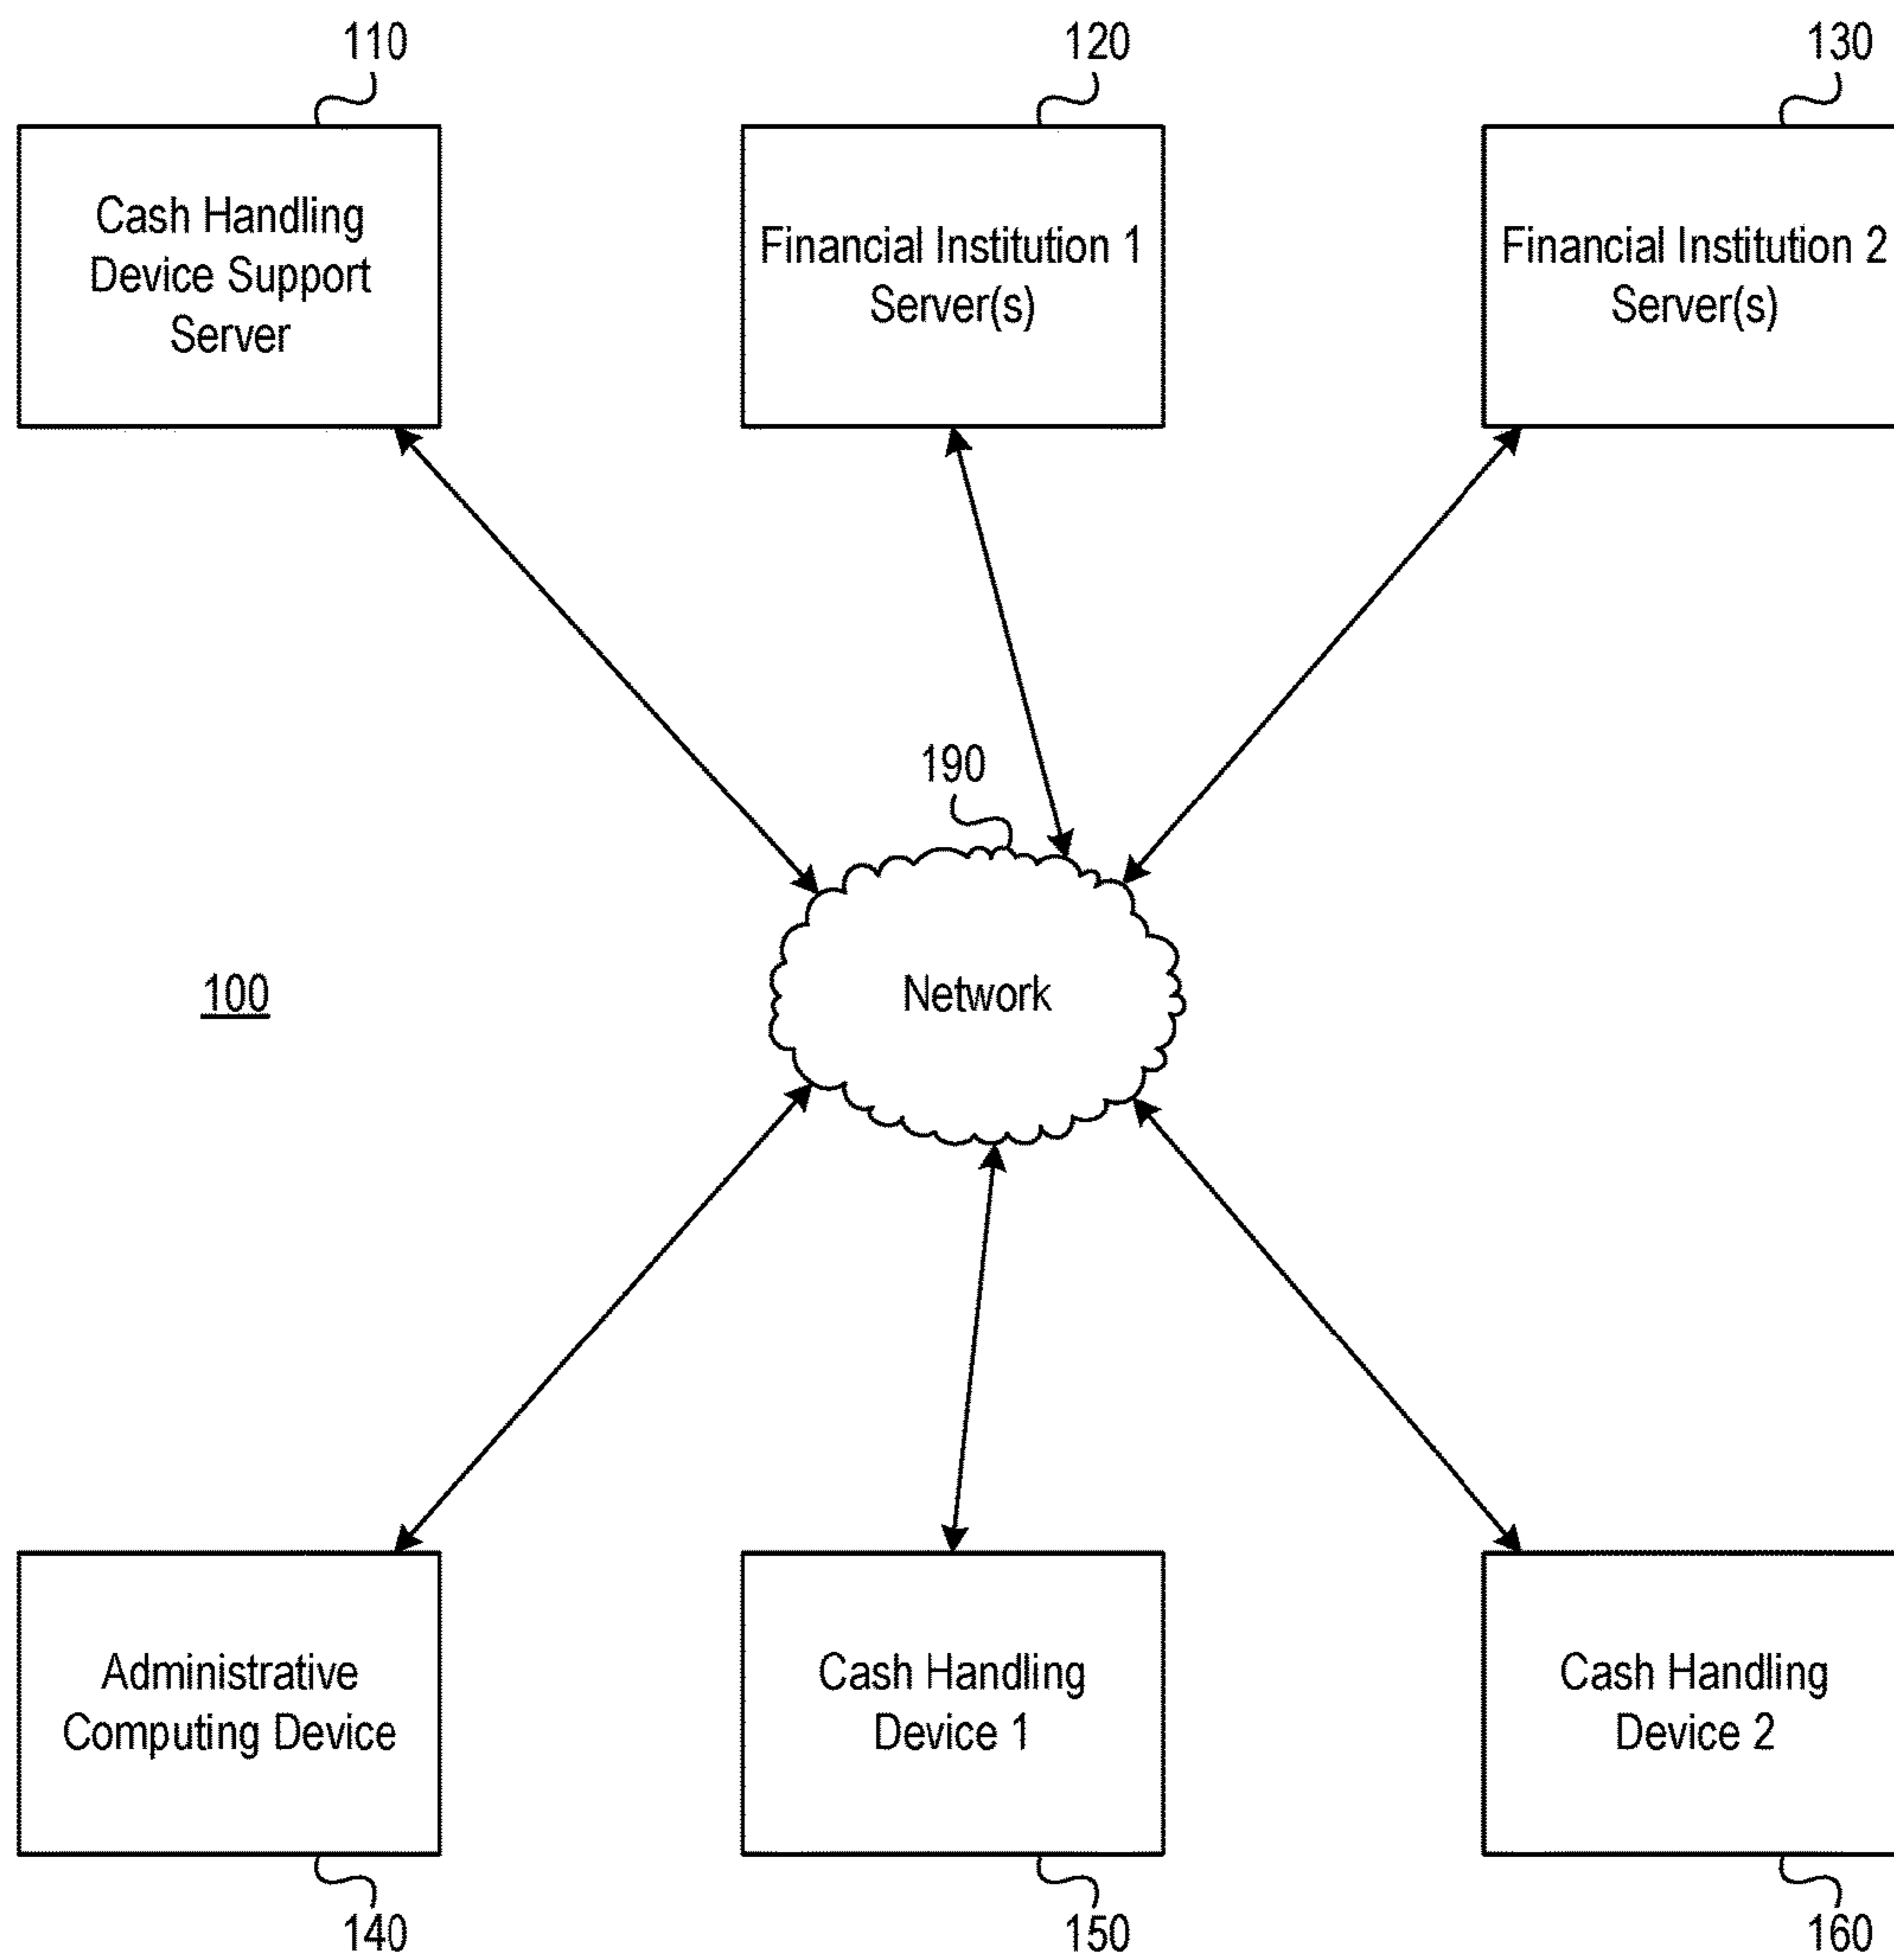 110
120
130
Cash Handling
Device Support
Server
Financial Institution 1
Server(s)
Financial Institution 2
Server(s)
190
100
Network
Administrative
Computing Device
Cash Handling
Device 1
Cash Handling
Device 2
140
150
160